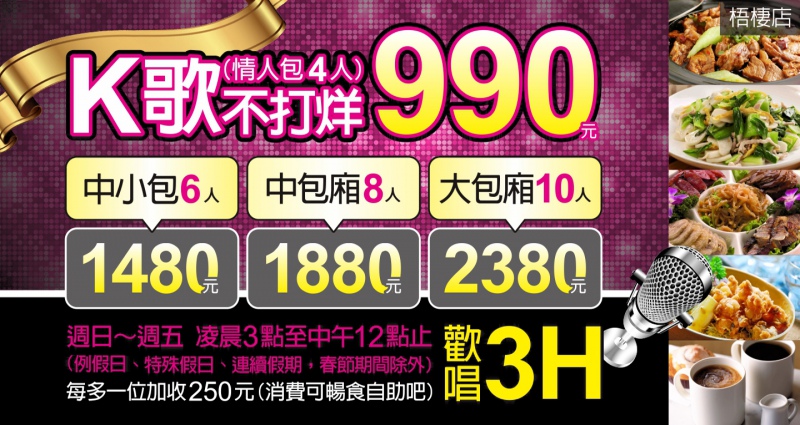 梧棲店
K歌(情人包4人)不打烊990元
中小包6人 中包廂8人 大包廂10人
1480元 1880元 2380元
週日～週五 凌晨3點至中午12點止
(例假日、特殊假日、連續假期，春節期間除外)
每多一位加收250元(消費可暢食自助吧)
歡唱3H